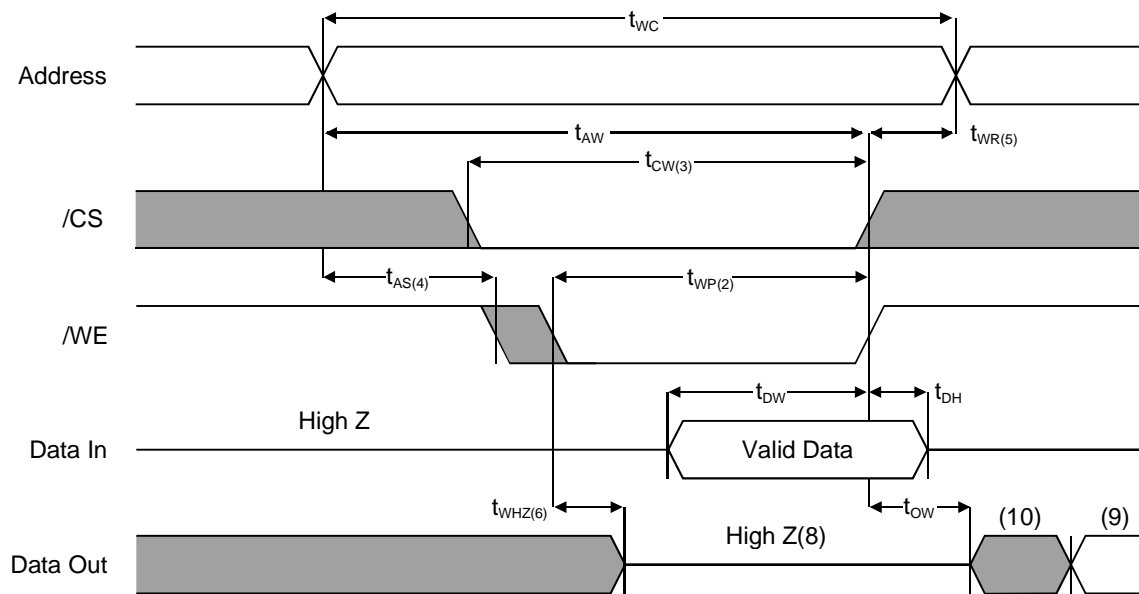 tWC
Address
tAW
tWR(5)
tCW(3)
/CS
tAS(4)
tWP(2)
/WE
tDW
tDH
High Z
Data In
Valid Data
tWHZ(6)
tOW
High Z(8)
(10)
(9)
Data Out